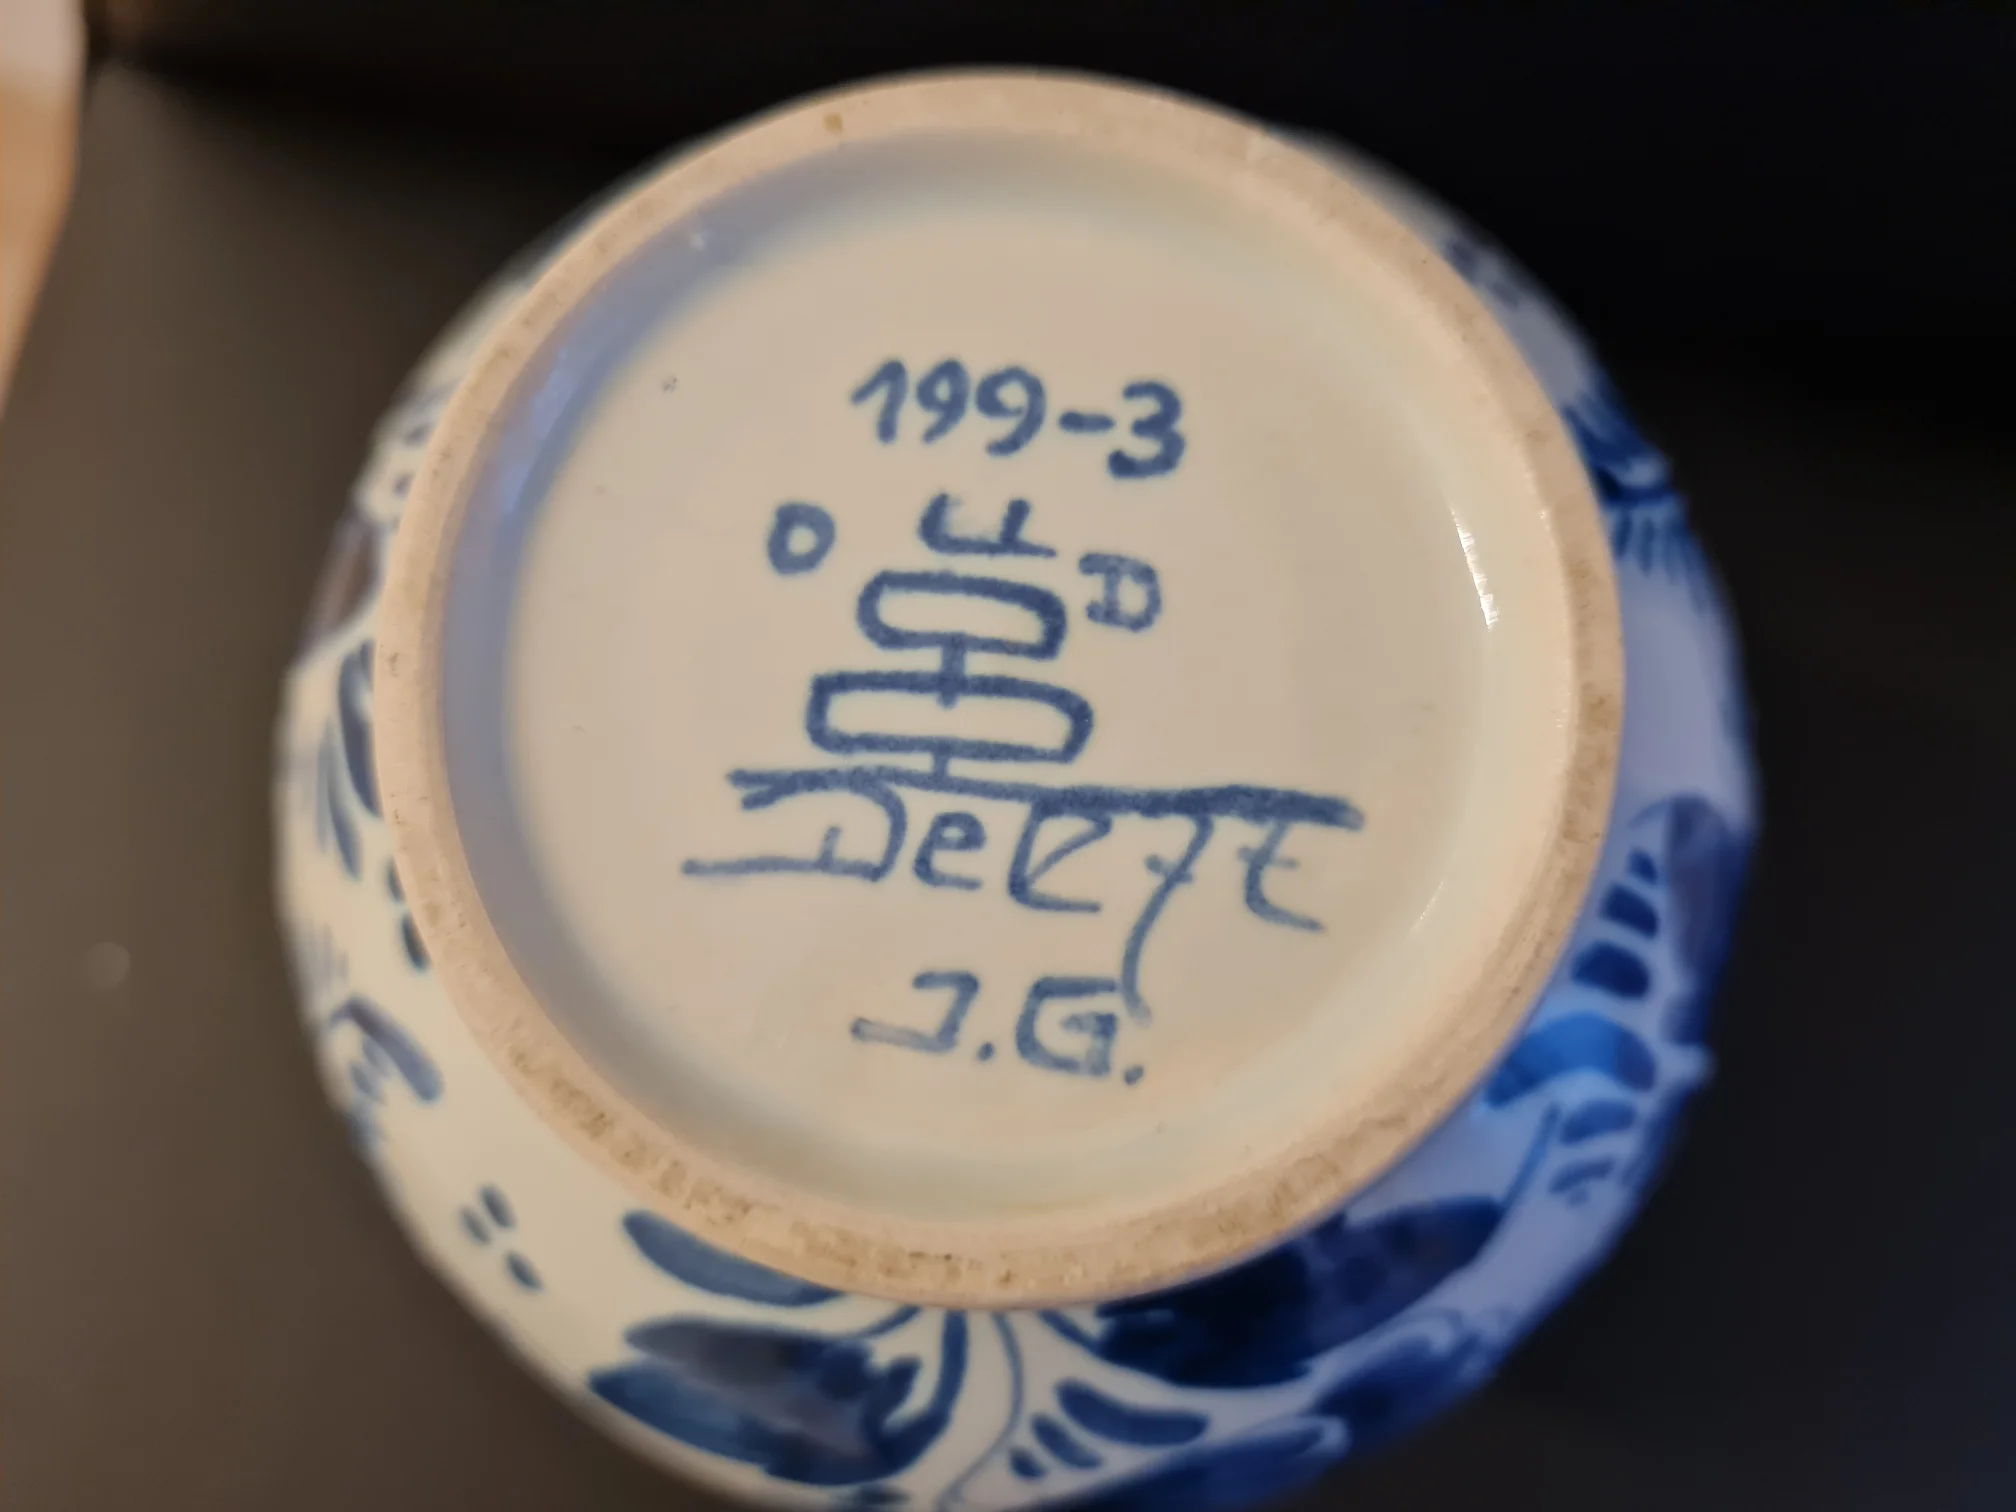 199-3
O U D
Delft
J.G.